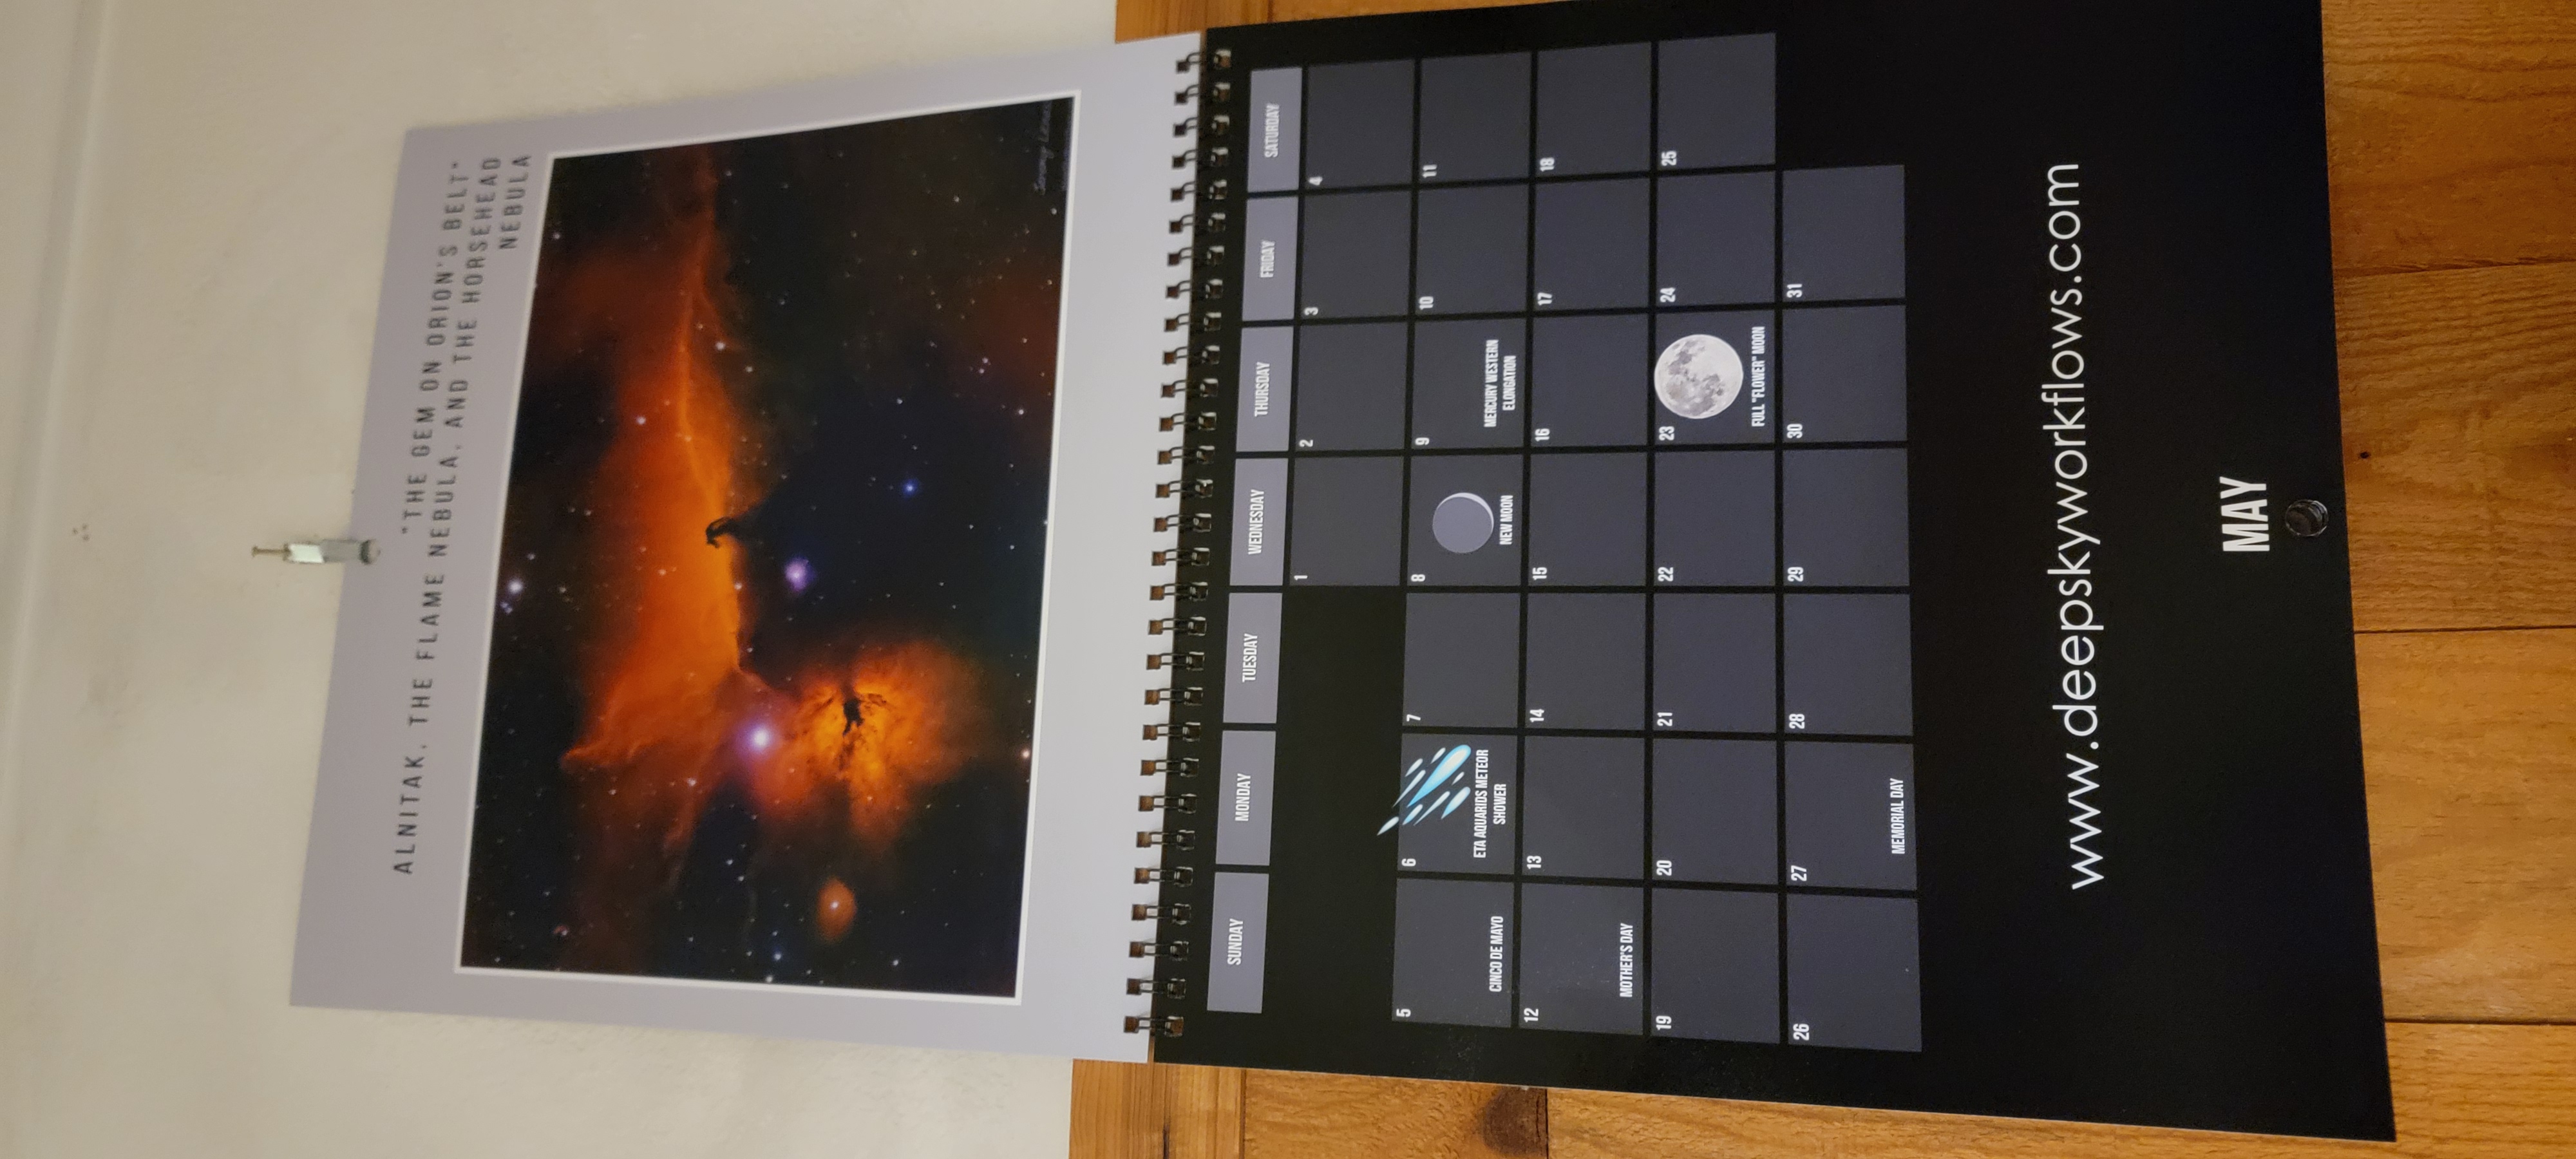 "THE GEM ON ORION'S BELT"
ALNITAK, THE FLAME NEBULA, AND THE HORSEHEAD
NEBULA
Jeremy
SUNDAY MONDAY TUESDAY WEDNESDAY THURSDAY FRIDAY SATURDAY
1 2 3 4
5 6 7 8 9 10 11
CINCO DE MAYO
ETA AQUARIDS METEOR
SHOWER
NEW MOON
MERCURY WESTERN
ELONGATION
12 13 14 15 16 17 18
MOTHER'S DAY
19 20 21 22 23 24 25
FULL "FLOWER" MOON
26 27 28 29 30 31
MEMORIAL DAY
www.deepskyworkflows.com
MAY